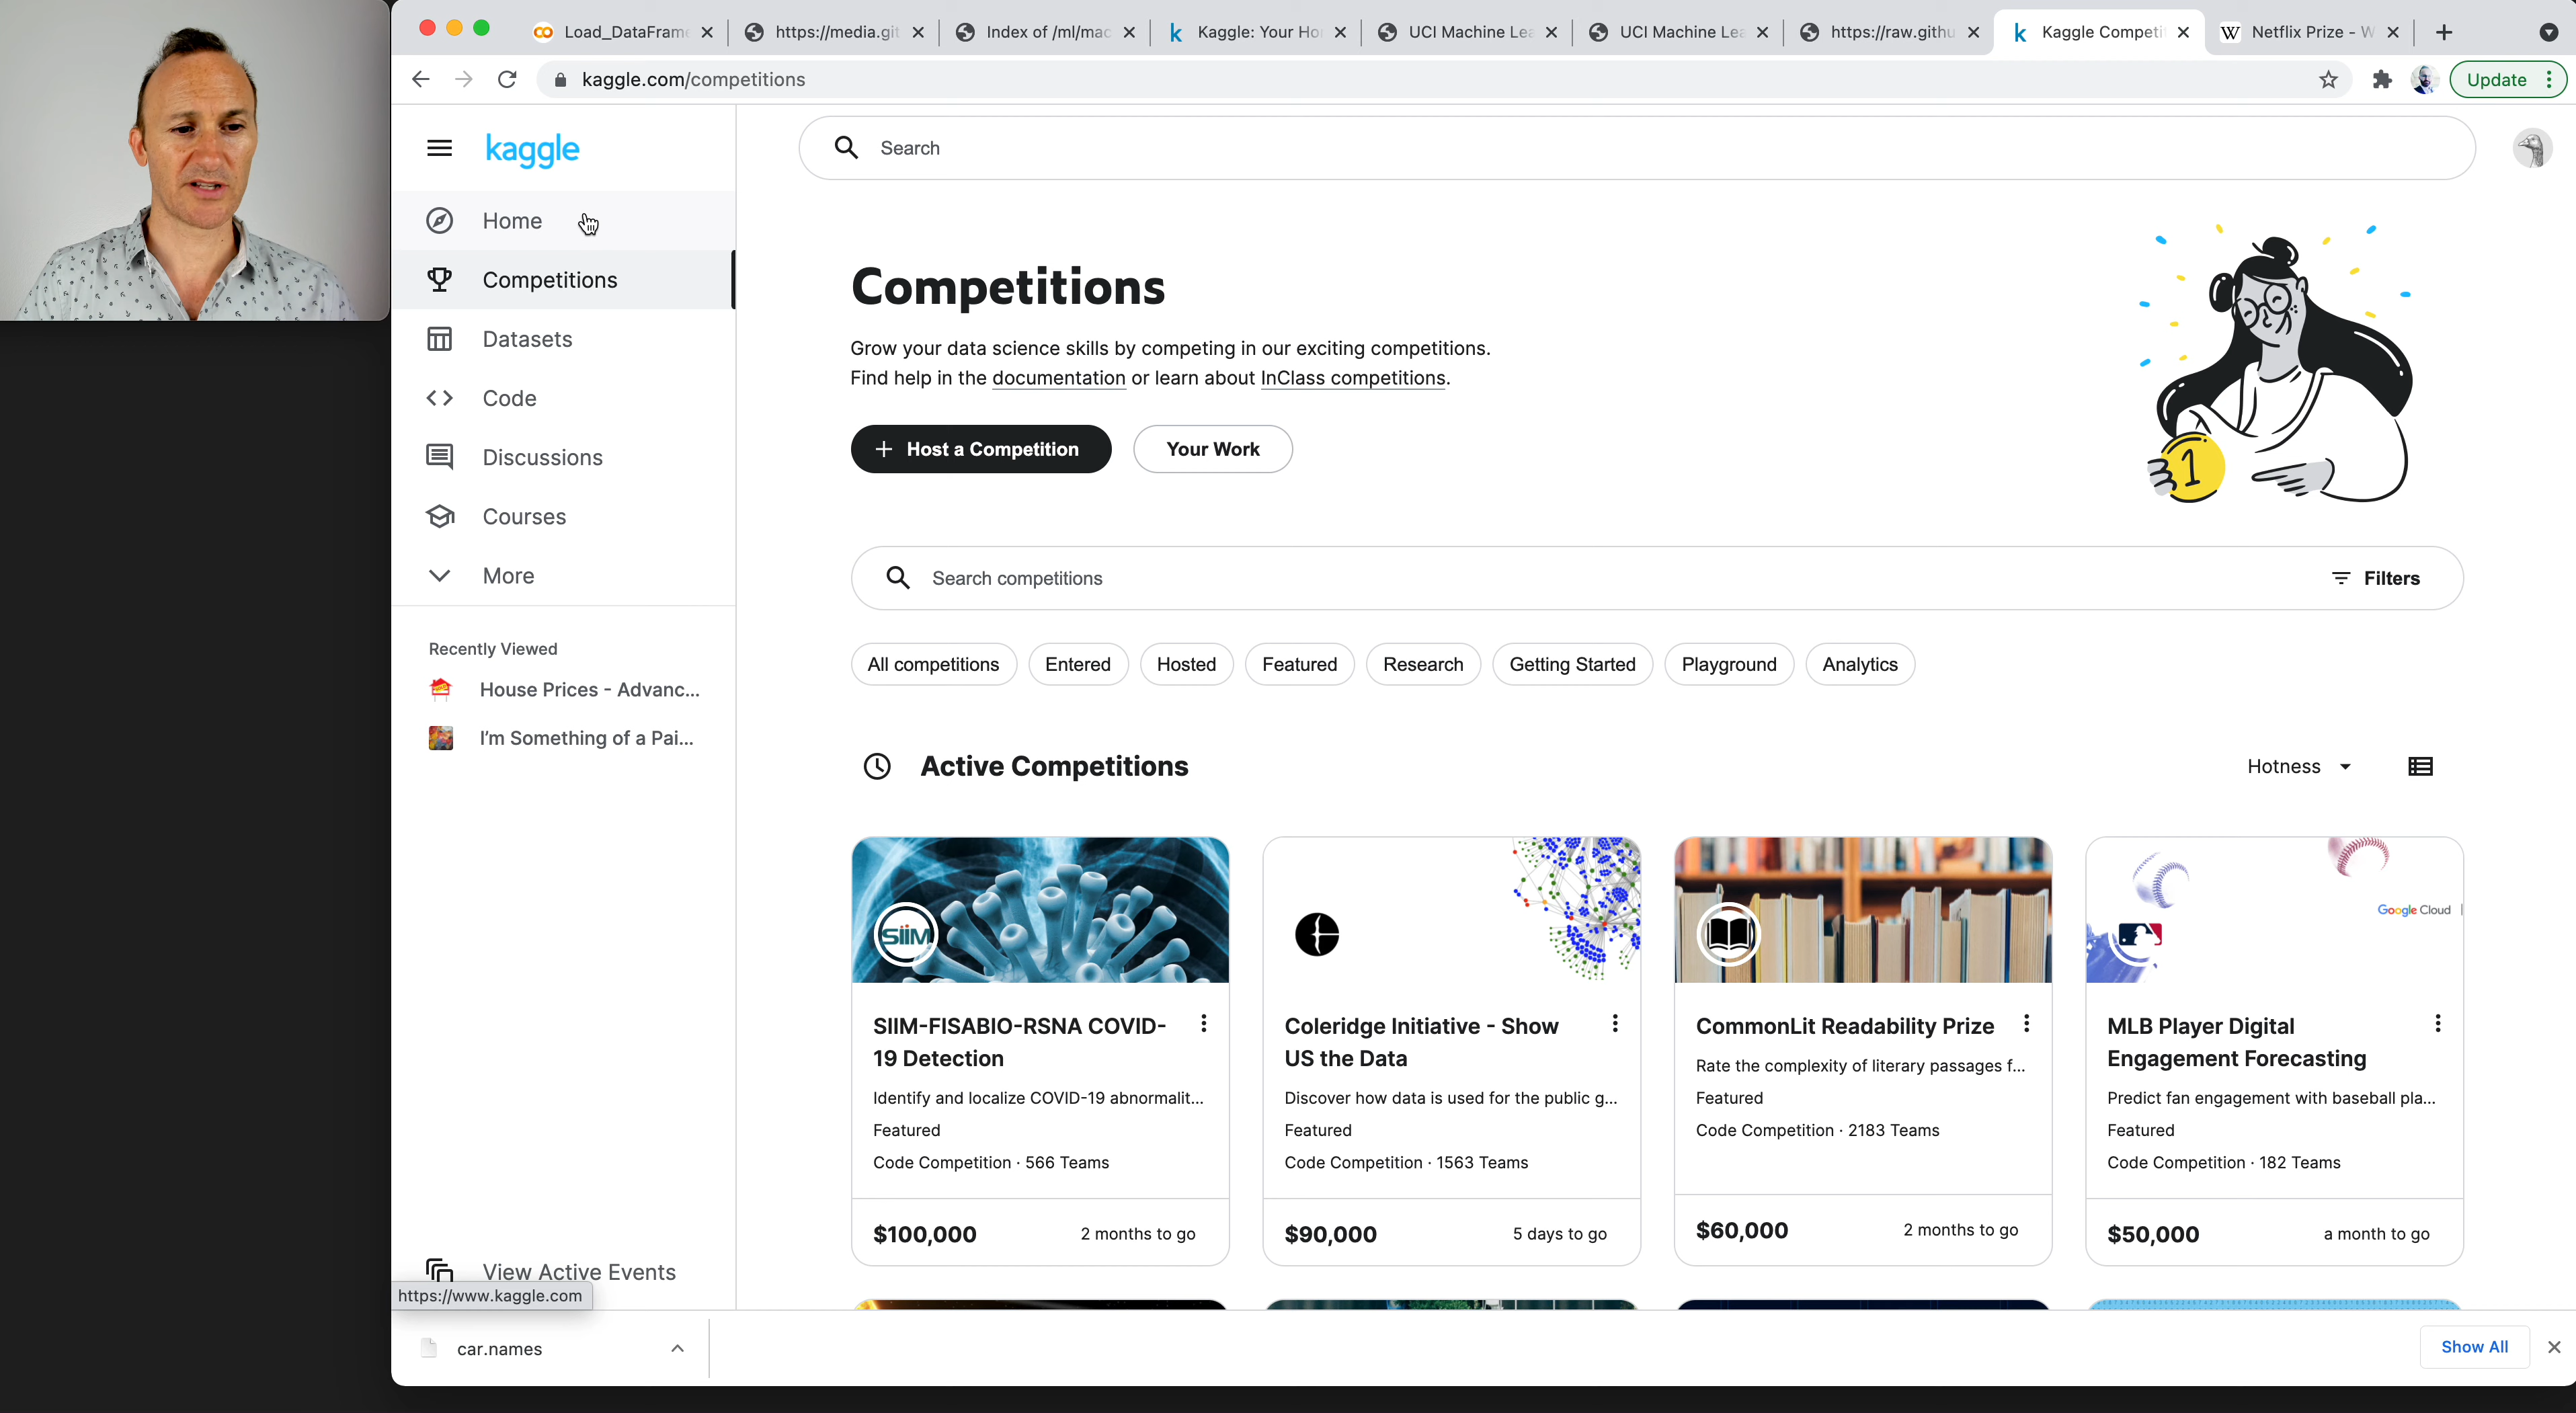 Load_DataFrame
https://media.git
Index of /ml/mac
Kaggle: Your Ho
UCI Machine Lea
UCI Machine Lea
https://raw.githu
Kaggle Competi
Netflix Prize - W
kaggle.com/competitions
Update
kaggle
Search
Home
Competitions
Datasets
Code
Discussions
Courses
More
Recently Viewed
House Prices - Advanc...
I'm Something of a Pai...
View Active Events
https://www.kaggle.com
Competitions
Grow your data science skills by competing in our exciting competitions.
Find help in the documentation or learn about InClass competitions.
+ Host a Competition
Your Work
1
Search competitions
Filters
All competitions
Entered
Hosted
Featured
Research
Getting Started
Playground
Analytics
Active Competitions
Hotness
SIIM
SIIM-FISABIO-RSNA COVID-
19 Detection
Identify and localize COVID-19 abnormalit...
Featured
Code Competition · 566 Teams
$100,000
2 months to go
Coleridge Initiative - Show
US the Data
Discover how data is used for the public g...
Featured
Code Competition · 1563 Teams
$90,000
5 days to go
CommonLit Readability Prize
Rate the complexity of literary passages f...
Featured
Code Competition · 2183 Teams
$60,000
2 months to go
Google Cloud
MLB Player Digital
Engagement Forecasting
Predict fan engagement with baseball pla...
Featured
Code Competition · 182 Teams
$50,000
a month to go
car.names
Show All